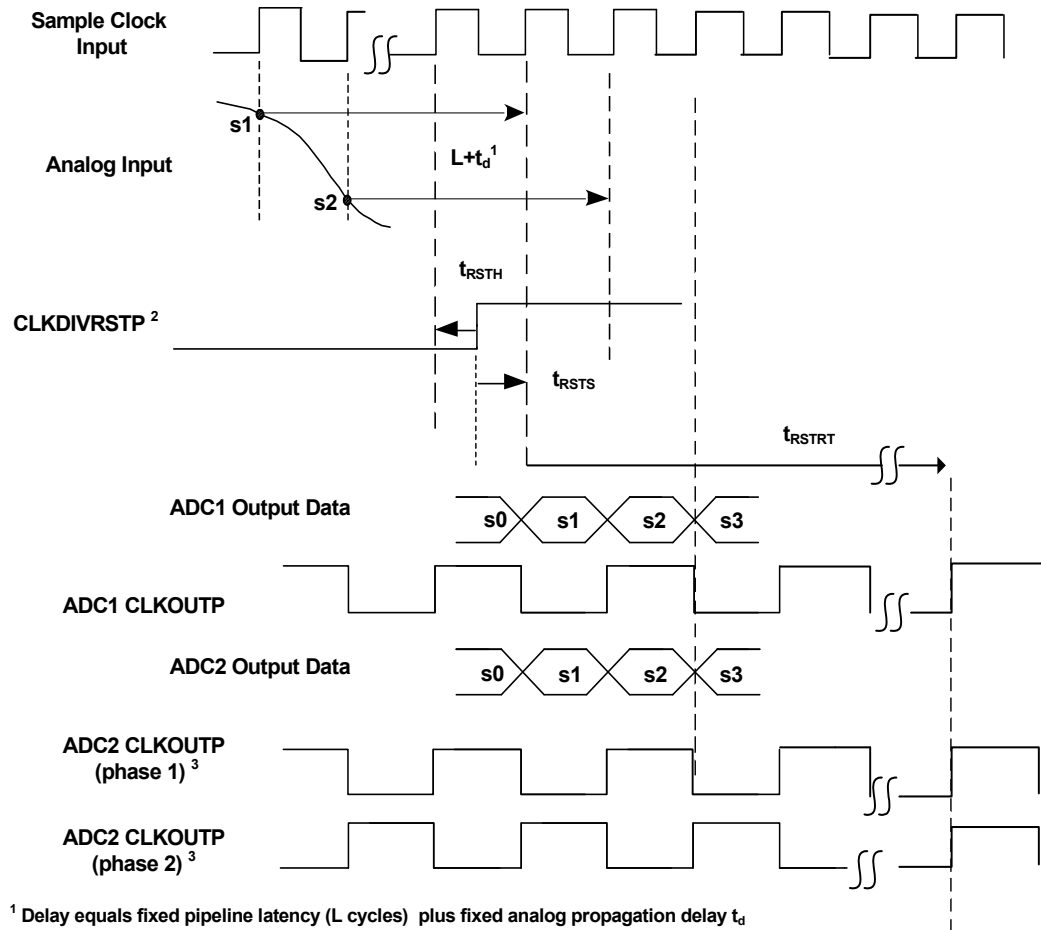 Sample Clock
Input
s1
Analog Input
L+td1
s2
tRSTH
CLKDIVRSTP 2
tRSTS
tRSTRT
ADC1 Output Data
s0 s1 s2 s3
ADC1 CLKOUTP
ADC2 Output Data
s0 s1 s2 s3
ADC2 CLKOUTP
(phase 1) 3
ADC2 CLKOUTP
(phase 2) 3
1 Delay equals fixed pipeline latency (L cycles) plus fixed analog propagation delay td